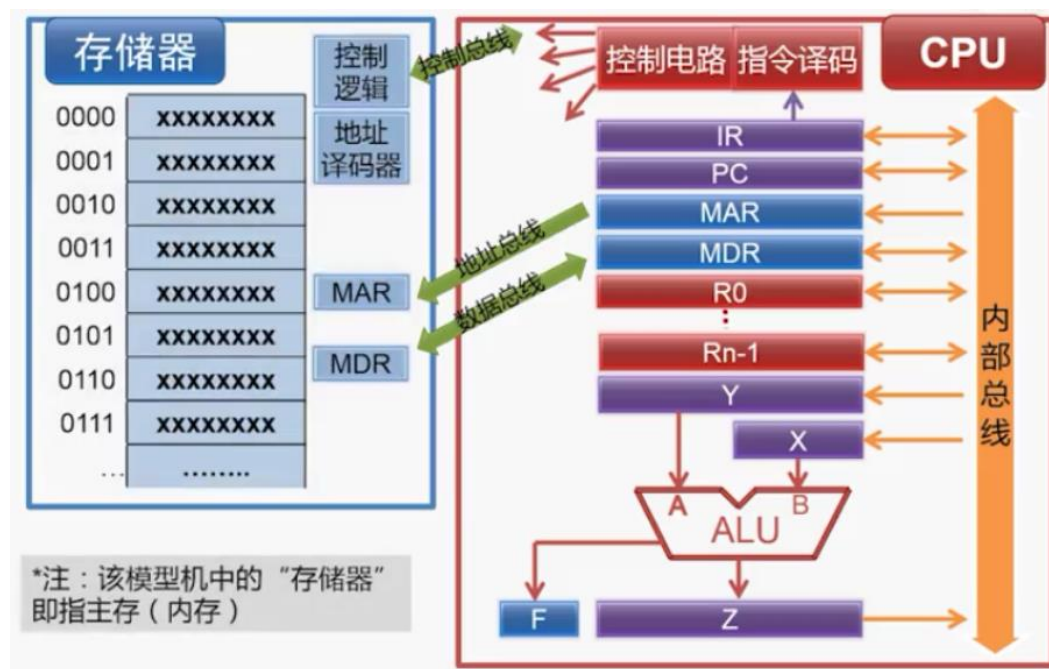 存储器
控制
逻辑
0000 xxxxxxxx
地址
译码器
0001 xxxxxxxx
0010 xxxxxxxx
0011 xxxxxxxx
0100 xxxxxxxx
MAR
0101 xxxxxxxx
MDR
0110 xxxxxxxx
0111 xxxxxxxx
... ........
*注：该模型机中的“存储器”
即指主存（内存）
控制总线
地址总线
数据总线
控制电路
指令译码
CPU
IR
PC
MAR
MDR
R0
⋮
Rn-1
Y
X
A
B
ALU
F
Z
内部总线